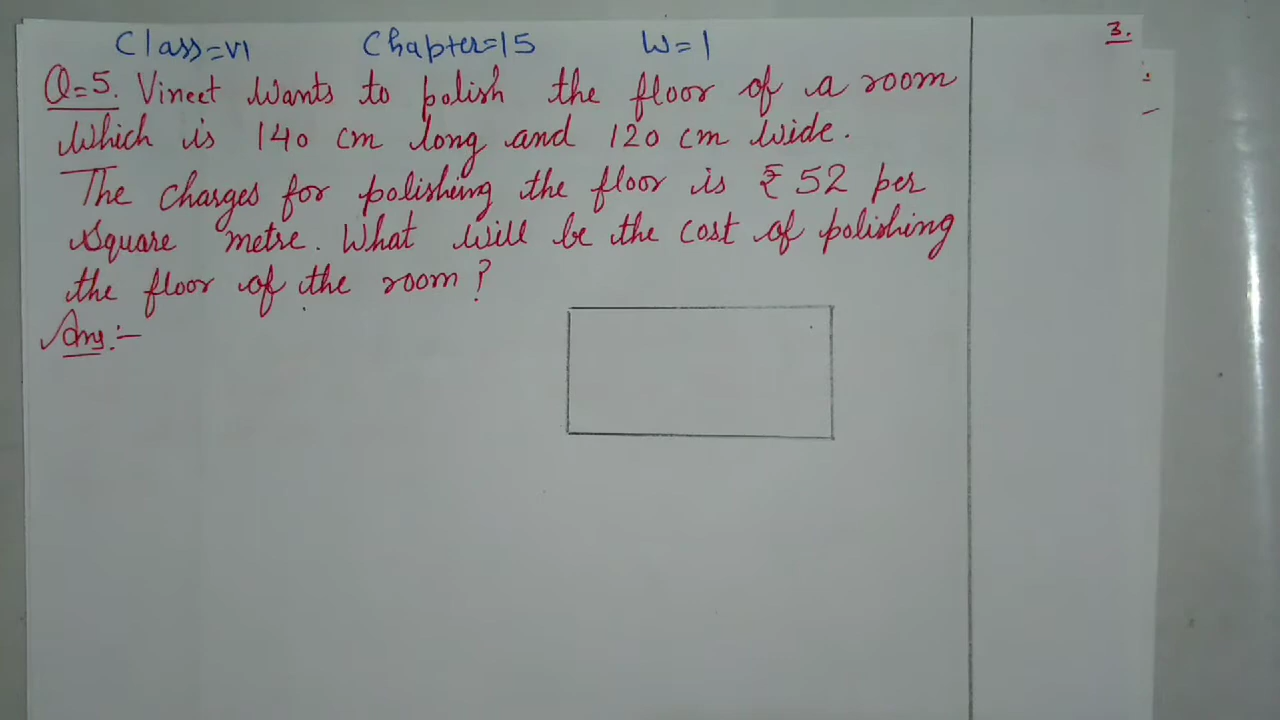 Class=VI Chapter=15 W=1
3.
Q=5. Vineet wants to polish the floor of a room
which is 140 cm long and 120 cm wide.
The charges for polishing the floor is ₹ 52 per
square metre. What will be the cost of polishing
the floor of the room?
Ans:-